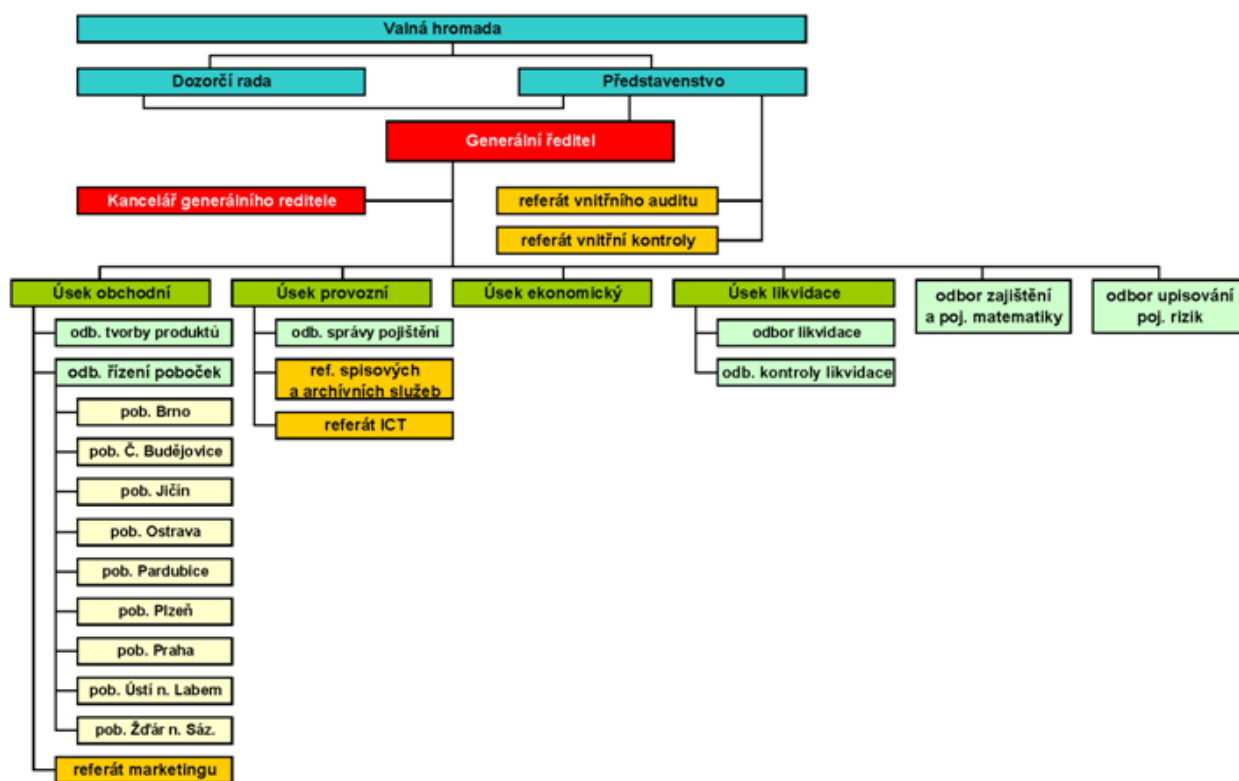 Valná hromada
Dozorčí rada
Představenstvo
Generální ředitel
Kancelář generálního reditele
referát vnitřního auditu
referát vnitřní kontroly
Úsek obchodní
Úsek provozní
Úsek ekonomický
Úsek likvidace
odbor zajištění
a poj. matematiky
odbor upisování
poj. rizik
odb. tvorby produktů
odb. řízení poboček
pob. Brno
pob. Č. Budějovice
pob. Jičín
pob. Ostrava
pob. Pardubice
pob. Plzeň
pob. Praha
pob. Ústí n. Labem
pob. Žďár n. Sáz.
referát marketingu
odb. správy pojištění
ref. spisových
a archívních služeb
referát ICT
odbor likvidace
odb. kontroly likvidace